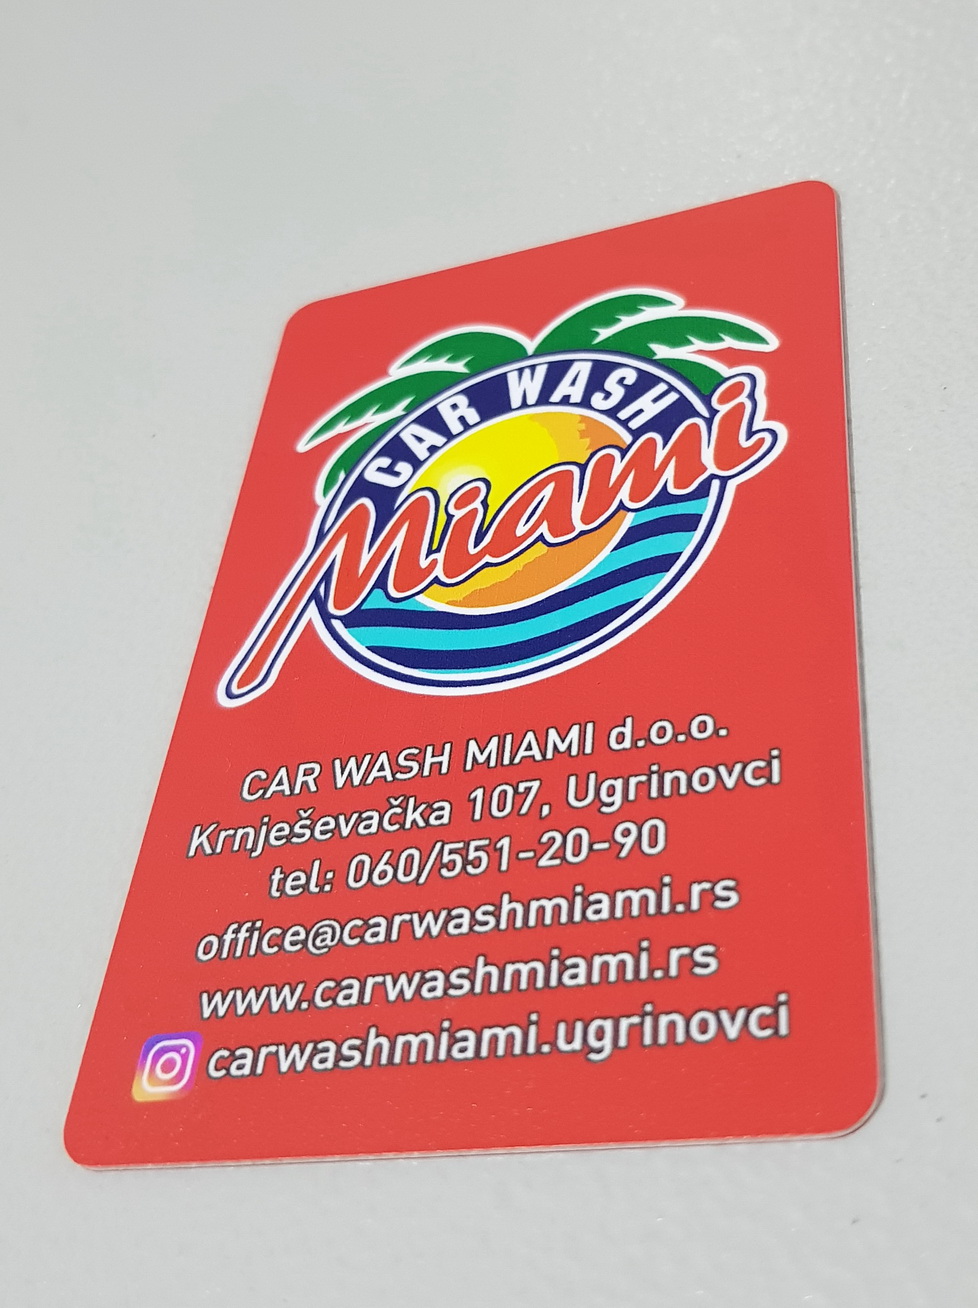 CAR WASH
Miami
CAR WASH MIAMI d.o.o.
Krnješevačka 107, Ugrinovci
tel: 060/551-20-90
office@carwashmiami.rs
www.carwashmiami.rs
carwashmiami.ugrinovci